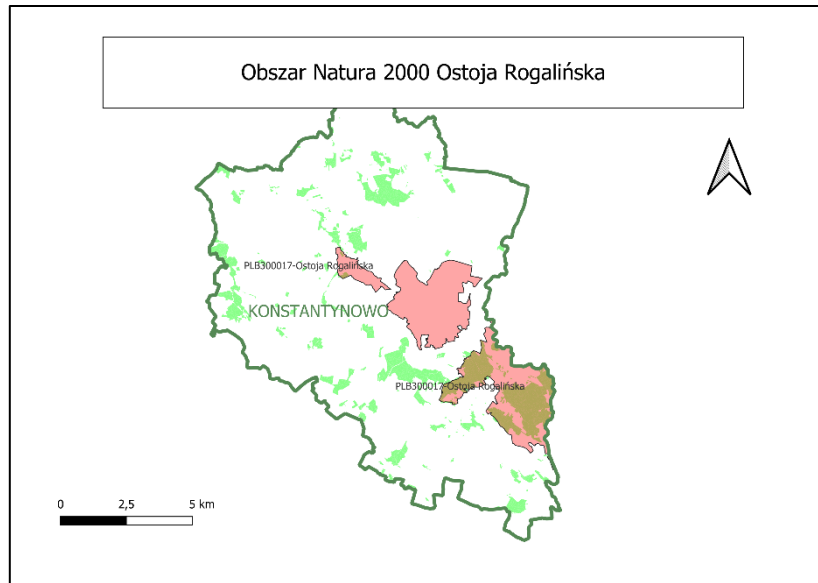 Obszar Natura 2000 Ostoja Rogalińska
PLB300017-Ostoja Rogalińska
KONSTANTYNOWO
PLB300017-Ostoja Rogalińska
0 2,5 5 km